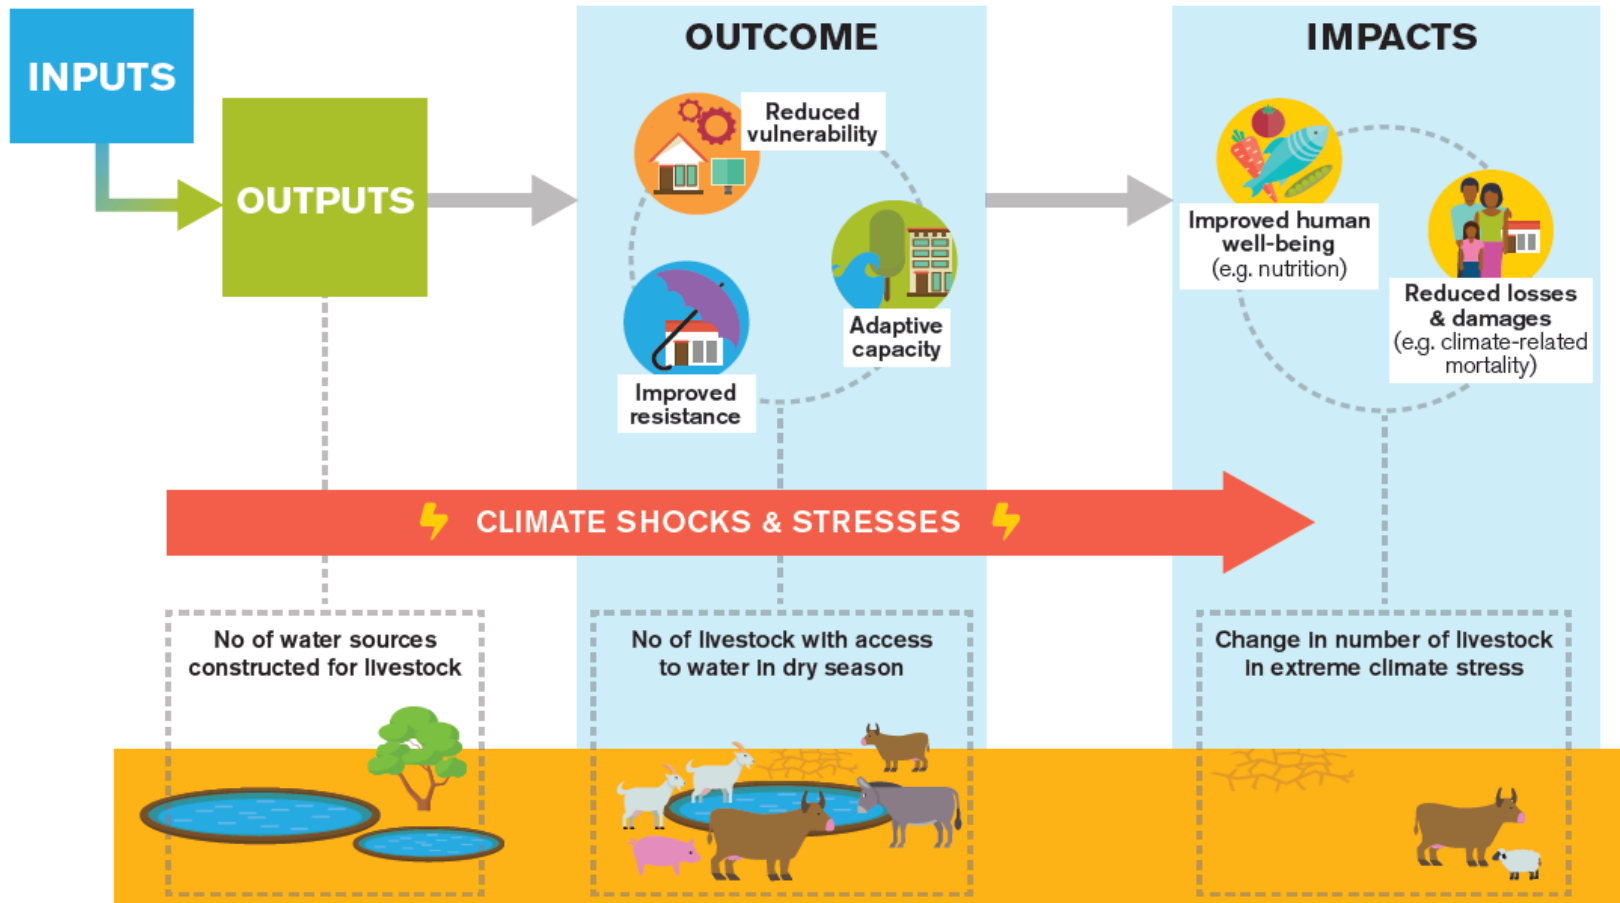 INPUTS
OUTPUTS
OUTCOME
Reduced
vulnerability
Adaptive
capacity
Improved
resistance
IMPACTS
Improved human
well-being
(e.g. nutrition)
Reduced losses
& damages
(e.g. climate-related
mortality)
CLIMATE SHOCKS & STRESSES
No of water sources
constructed for livestock
No of livestock with access
to water in dry season
Change in number of livestock
in extreme climate stress